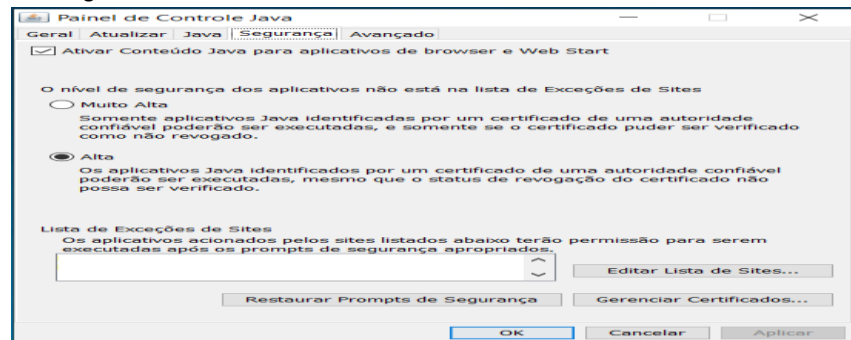 Painel de Controle Java
Geral Atualizar Java Segurança Avançado
Ativar Conteúdo Java para aplicativos de browser e Web Start
O nível de segurança dos aplicativos não está na lista de Exceções de Sites
Muito Alta
Somente aplicativos Java identificadas por um certificado de uma autoridade
confiável poderão ser executadas, e somente se o certificado puder ser verificado
como não revogado.
Alta
Os aplicativos Java identificados por um certificado de uma autoridade confiável
poderão ser executadas, mesmo que o status de revogação do certificado não
possa ser verificado.
Lista de Exceções de Sites
Os aplicativos acionados pelos sites listados abaixo terão permissão para serem
executadas após os prompts de segurança apropriados.
Editar Lista de Sites...
Restaurar Prompts de Segurança Gerenciar Certificados...
OK Cancelar Aplicar